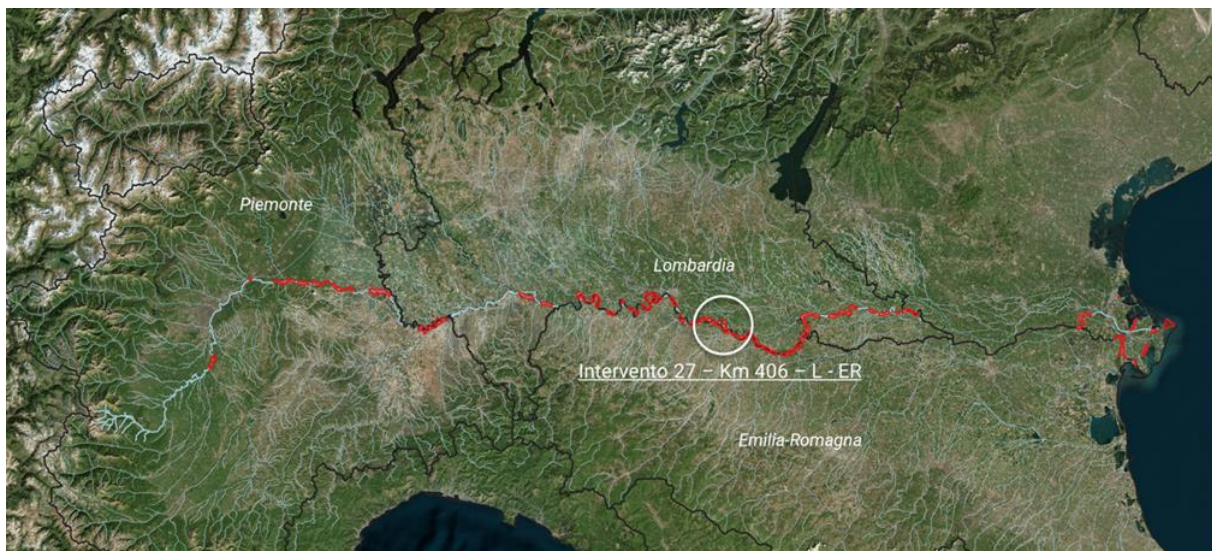 Piemonte
Lombardia
Intervento 27 – Km 406 – L - ER
Emilia-Romagna